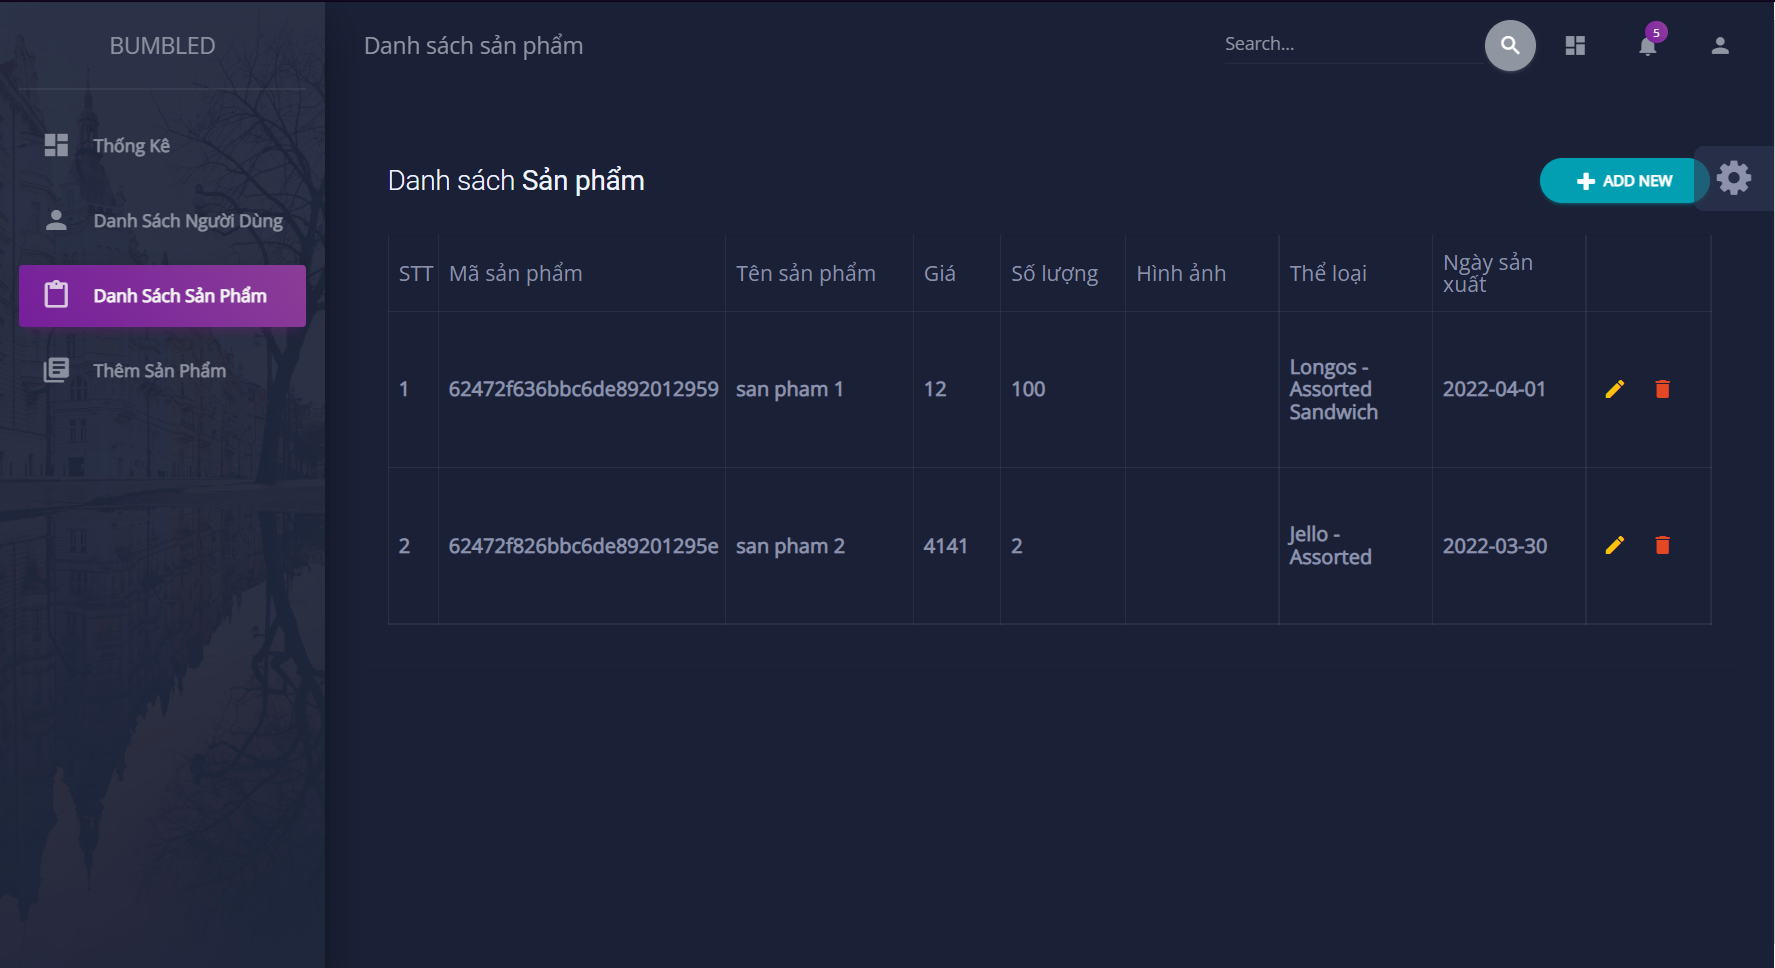 BUMBLED
Thống Kê
Danh Sách Người Dùng
Danh Sách Sản Phẩm
Thêm Sản Phẩm
Danh sách sản phẩm
Search...
5
Danh sách Sản phẩm
ADD NEW
STT Mã sản phẩm Tên sản phẩm Giá Số lượng Hình ảnh Thể loại Ngày sản
xuất
1 62472f636bbc6de892012959 san pham 1 12 100 Longos -
Assorted
Sandwich 2022-04-01
2 62472f826bbc6de89201295e san pham 2 4141 2 Jello -
Assorted 2022-03-30